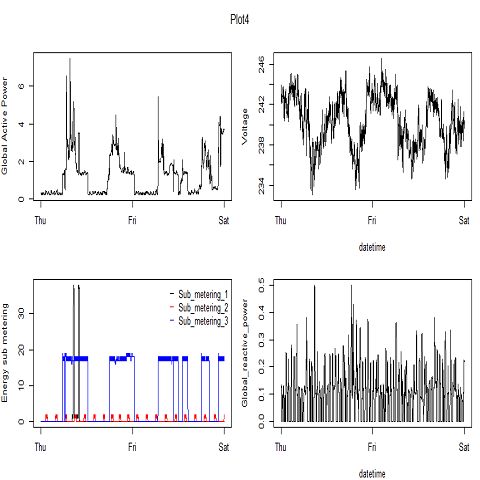 Plot4
Global Active Power
0 2 4 6
Thu Fri Sat
Voltage
234 238 242 246
Thu Fri Sat
datetime
Energy sub metering
0 10 20 30
Thu Fri Sat
Sub_metering_1
Sub_metering_2
Sub_metering_3
Global_reactive_power
0.0 0.1 0.2 0.3 0.4 0.5
Thu Fri Sat
datetime